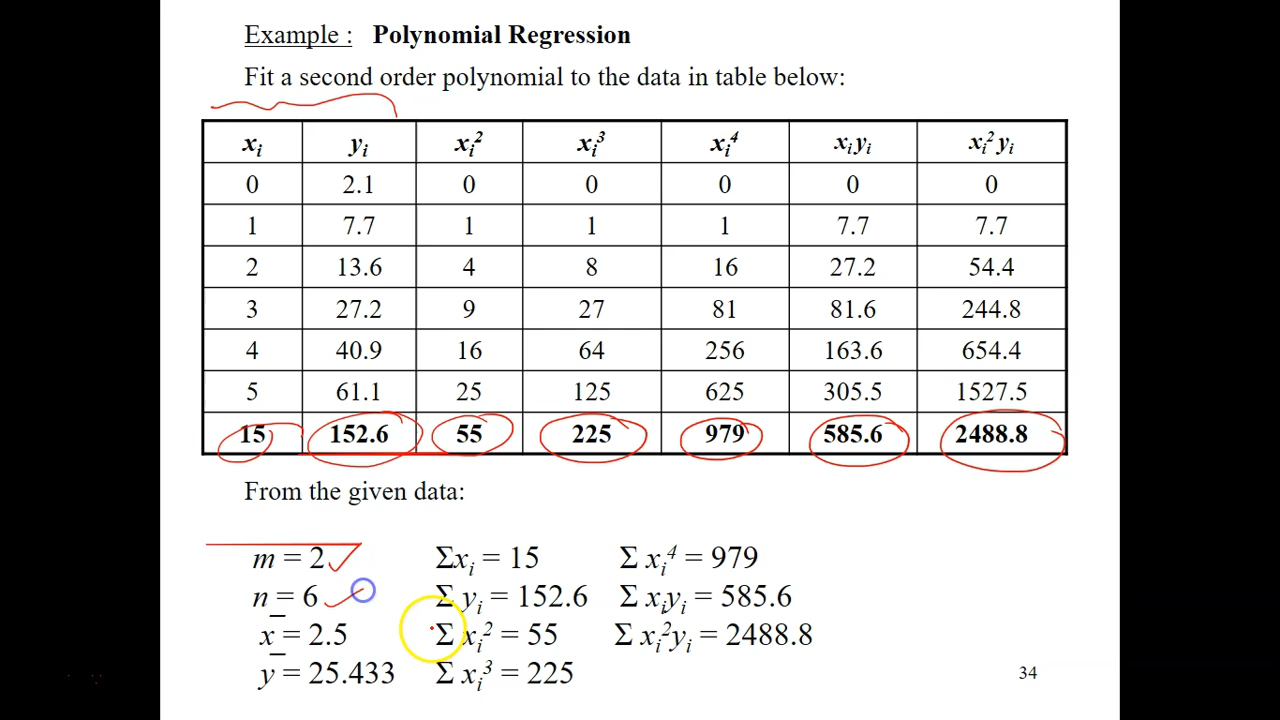 Example : Polynomial Regression
Fit a second order polynomial to the data in table below:
xᵢ yᵢ xᵢ² xᵢ³ xᵢ⁴ xᵢyᵢ xᵢ²yᵢ
0 2.1 0 0 0 0 0
1 7.7 1 1 1 7.7 7.7
2 13.6 4 8 16 27.2 54.4
3 27.2 9 27 81 81.6 244.8
4 40.9 16 64 256 163.6 654.4
5 61.1 25 125 625 305.5 1527.5
15 152.6 55 225 979 585.6 2488.8
From the given data:
m = 2 Σxᵢ = 15 Σ xᵢ⁴ = 979
n = 6 Σ yᵢ = 152.6 Σ xᵢyᵢ = 585.6
x̅ = 2.5 Σ xᵢ² = 55 Σ xᵢ²yᵢ = 2488.8
y̅ = 25.433 Σ xᵢ³ = 225
34